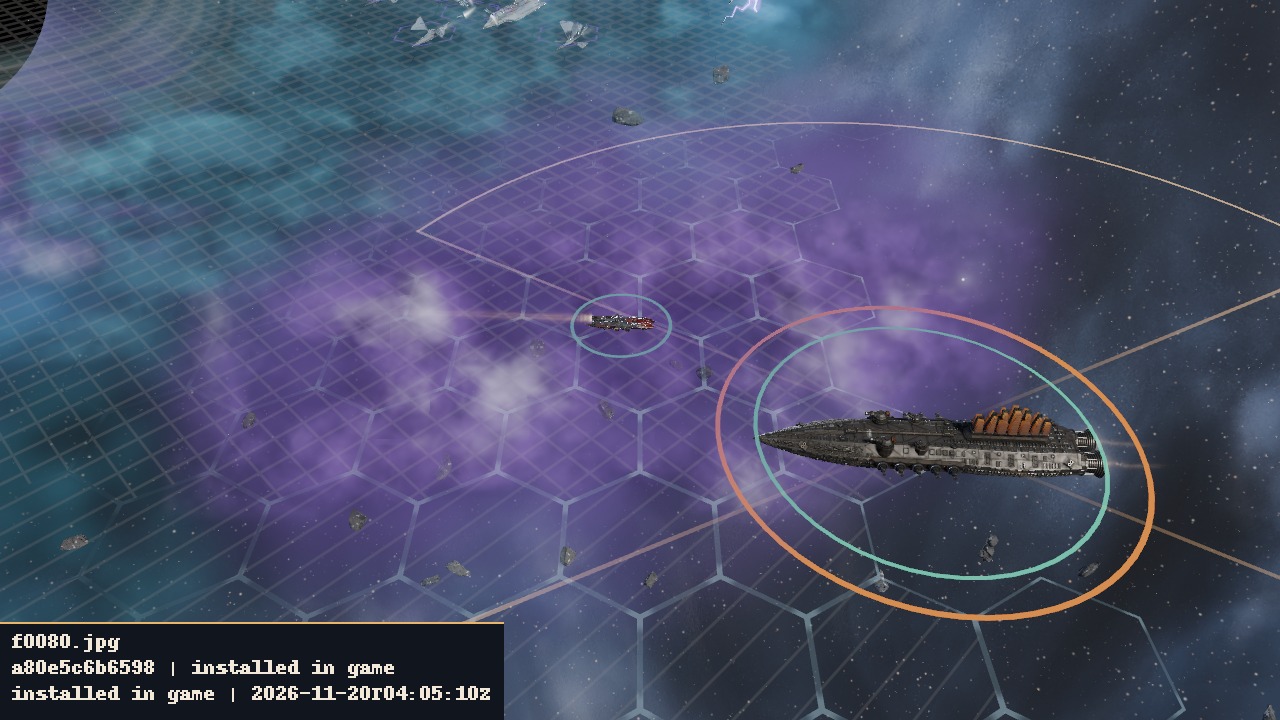 f0080.jpg
a80e5c6b6598 | installed in game
installed in game | 2026-11-20T04:05:10Z